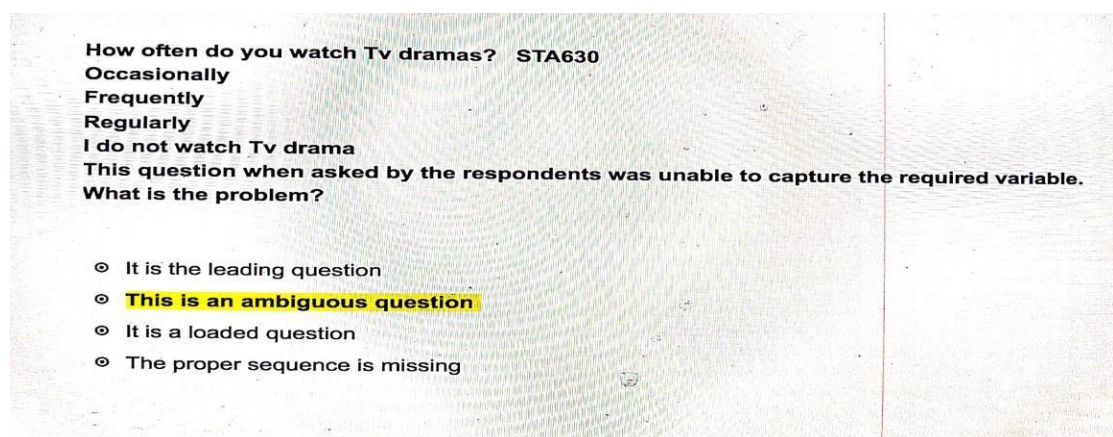 How often do you watch Tv dramas? STA630
Occasionally
Frequently
Regularly
I do not watch Tv drama
This question when asked by the respondents was unable to capture the required variable.
What is the problem?
It is the leading question
This is an ambiguous question
It is a loaded question
The proper sequence is missing